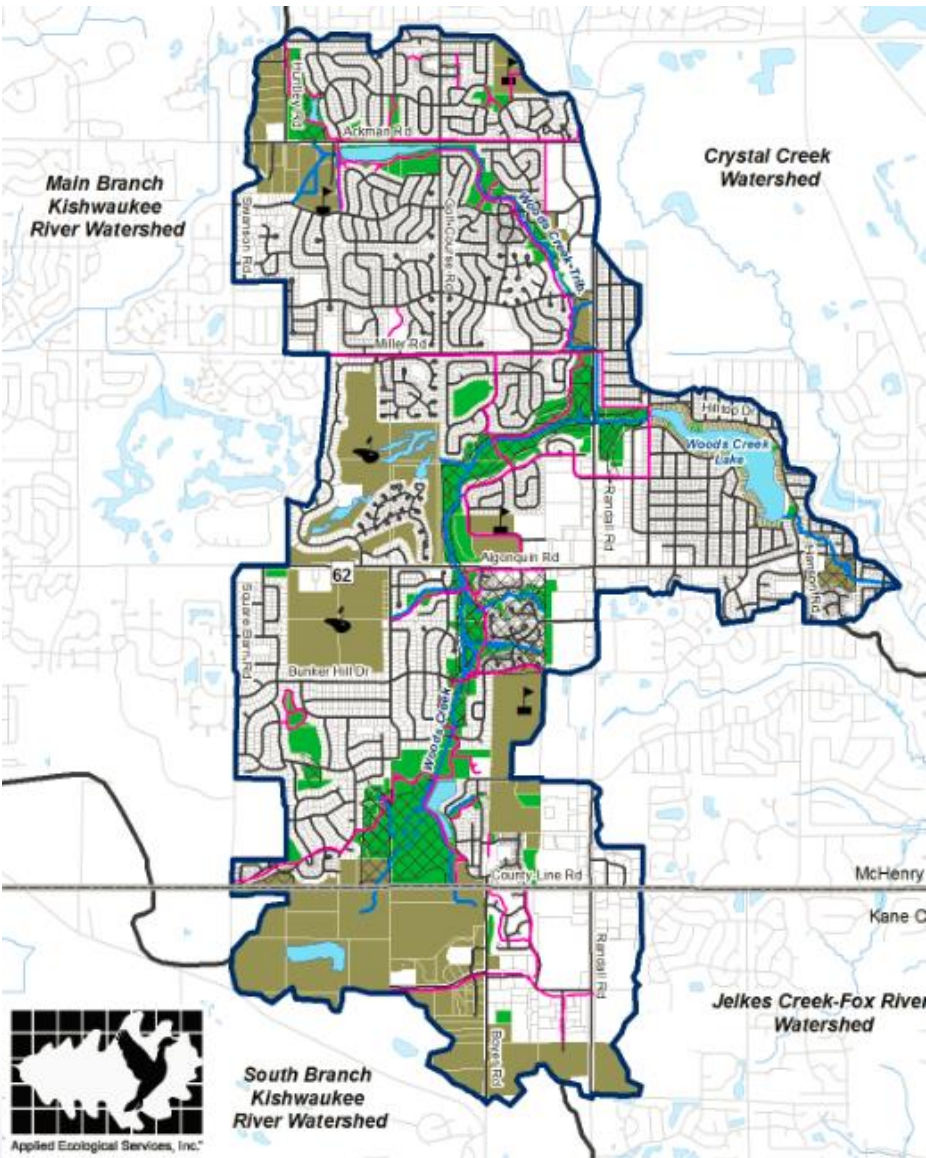 Huntley Rd
Ackman Rd
Crystal Creek
Watershed
Main Branch
Kishwaukee
River Watershed
Swanson Rd
Golf Course Rd
Woods Creek-Trib.
Miller Rd
Hilltop Dr
Woods Creek
Lake
Randall Rd
Algonquin Rd
62
Square Barn Rd
Bunker Hill Dr
Woods Creek
County-Line Rd
McHenry
Kane C
Randall Rd
Jelkes Creek-Fox River
Watershed
Boyer Rd
South Branch
Kishwaukee
River Watershed
Applied Ecological Services, Inc.